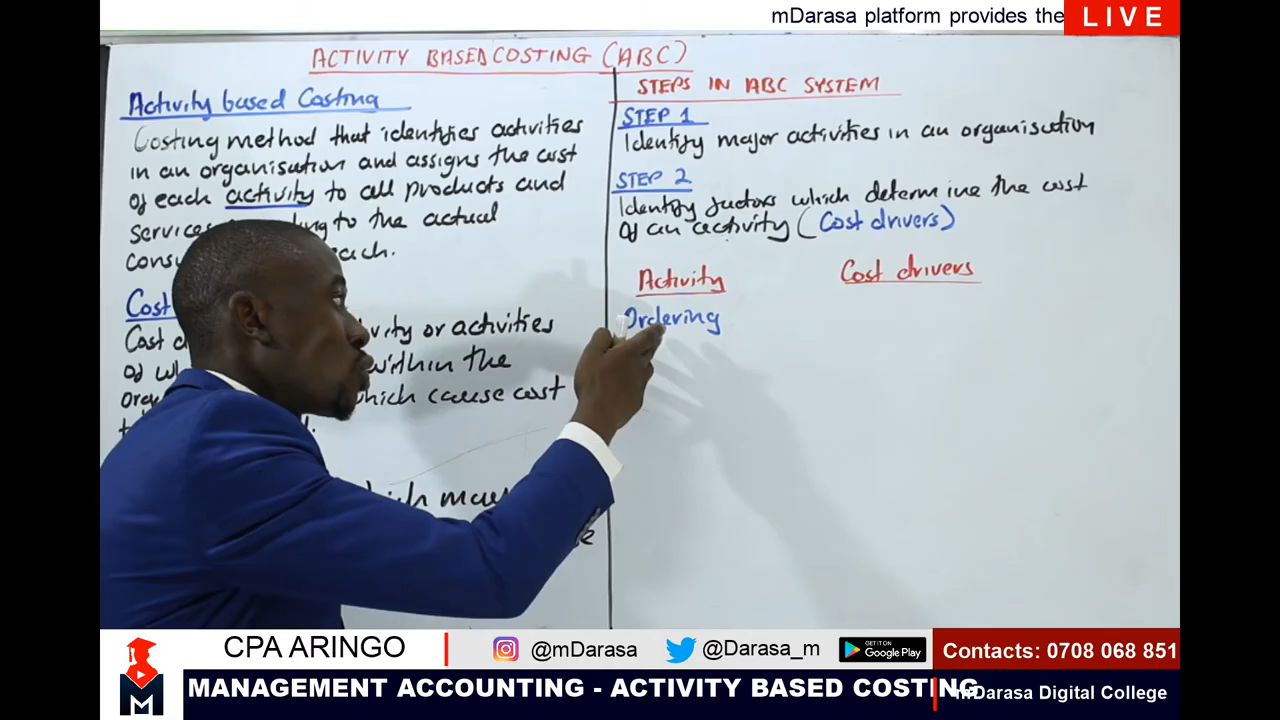 mDarasa platform provides the
LIVE
ACTIVITY BASED COSTING (ABC)
Activity based Costing
Costing method that identifies activities
in an organisation and assigns the cost
of each activity to all products and
Services to the actual
each.
Cost
Cost or activities
of within the
which cause cost
which
STEPS IN ABC SYSTEM
STEP 1
Identify major activities in an organisation
STEP 2
Identify factors which determine the cost
of an activity (Cost drivers)
Activity Cost drivers
Ordering
CPA ARINGO
@mDarasa
@Darasa_m
GET IT ON
Google Play
Contacts: 0708 068 851
M
MANAGEMENT ACCOUNTING - ACTIVITY BASED COSTING
mDarasa Digital College